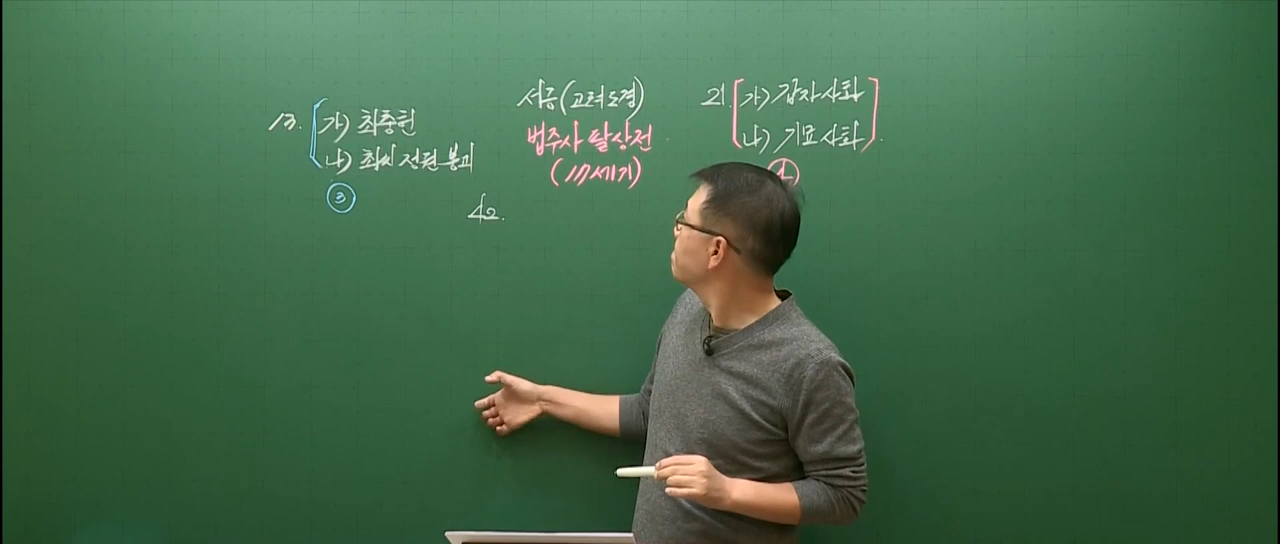 13. 가) 최충헌
나) 최씨 정권 붕괴
③
서긍(고려도경)
법주사 팔상전
(17세기)
42.
21. 가) 갑자사화
나) 기묘사화